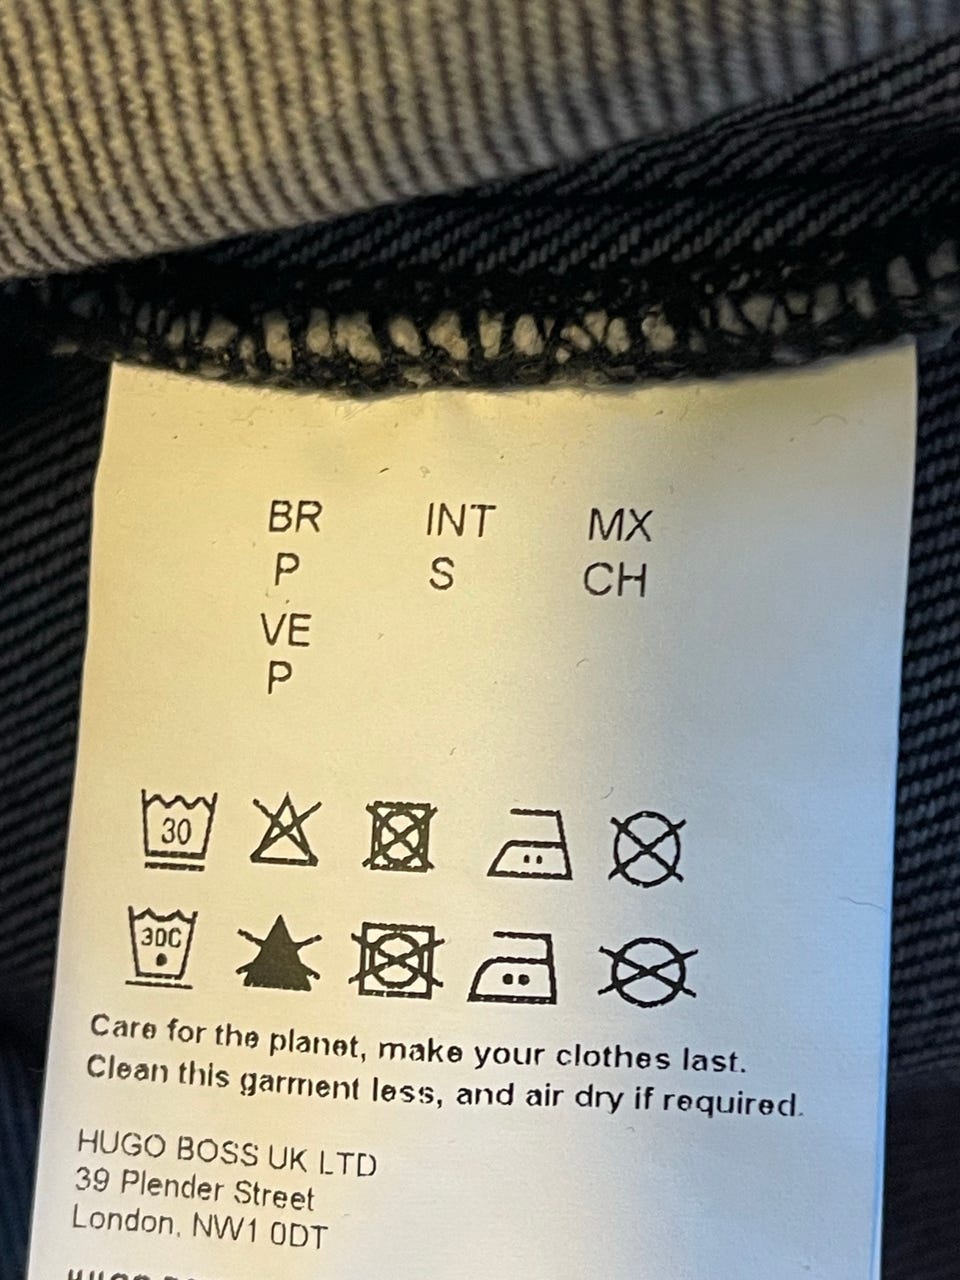 BR INT MX
P S CH
VE
P
30
30C
Care for the planet, make your clothes last.
Clean this garment less, and air dry if required.
HUGO BOSS UK LTD
39 Plender Street
London, NW1 0DT